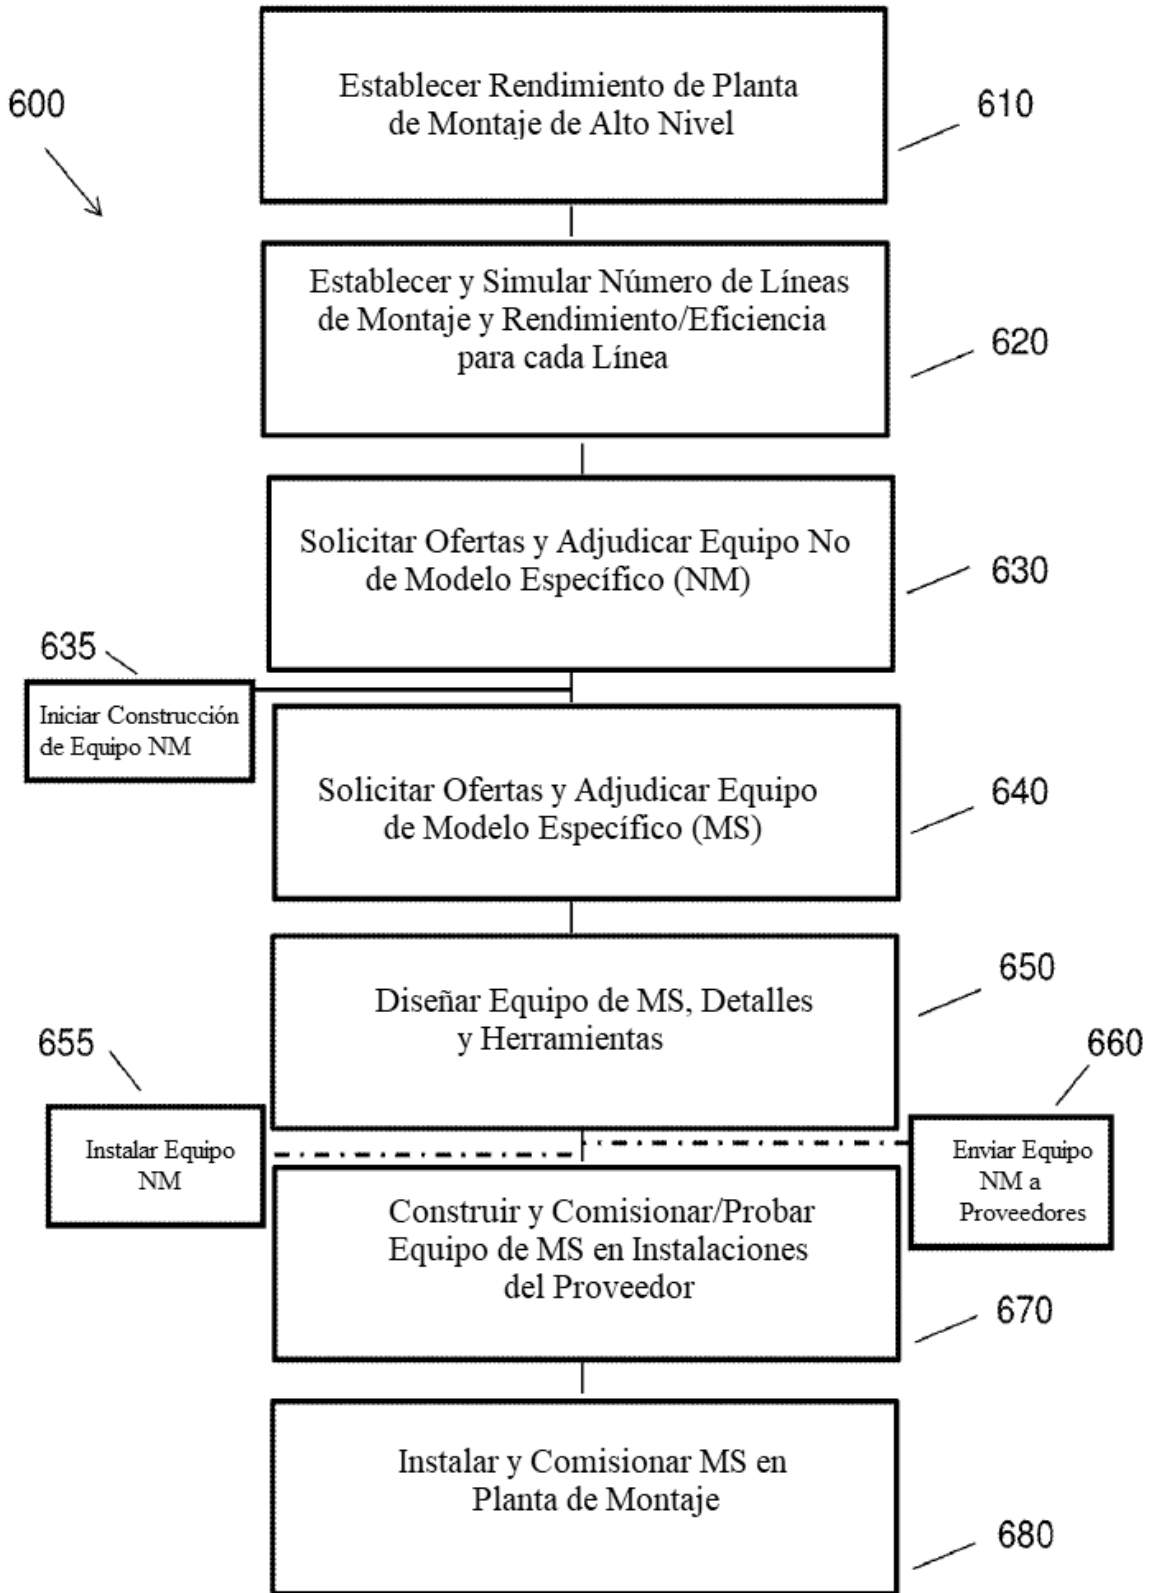 600
Establecer Rendimiento de Planta
de Montaje de Alto Nivel
610
Establecer y Simular Número de Líneas
de Montaje y Rendimiento/Eficiencia
para cada Línea
620
Solicitar Ofertas y Adjudicar Equipo No
de Modelo Específico (NM)
630
635
Iniciar Construcción
de Equipo NM
Solicitar Ofertas y Adjudicar Equipo
de Modelo Específico (MS)
640
Diseñar Equipo de MS, Detalles
y Herramientas
650
655
Instalar Equipo
NM
660
Enviar Equipo
NM a
Proveedores
Construir y Comisionar/Probar
Equipo de MS en Instalaciones
del Proveedor
670
Instalar y Comisionar MS en
Planta de Montaje
680